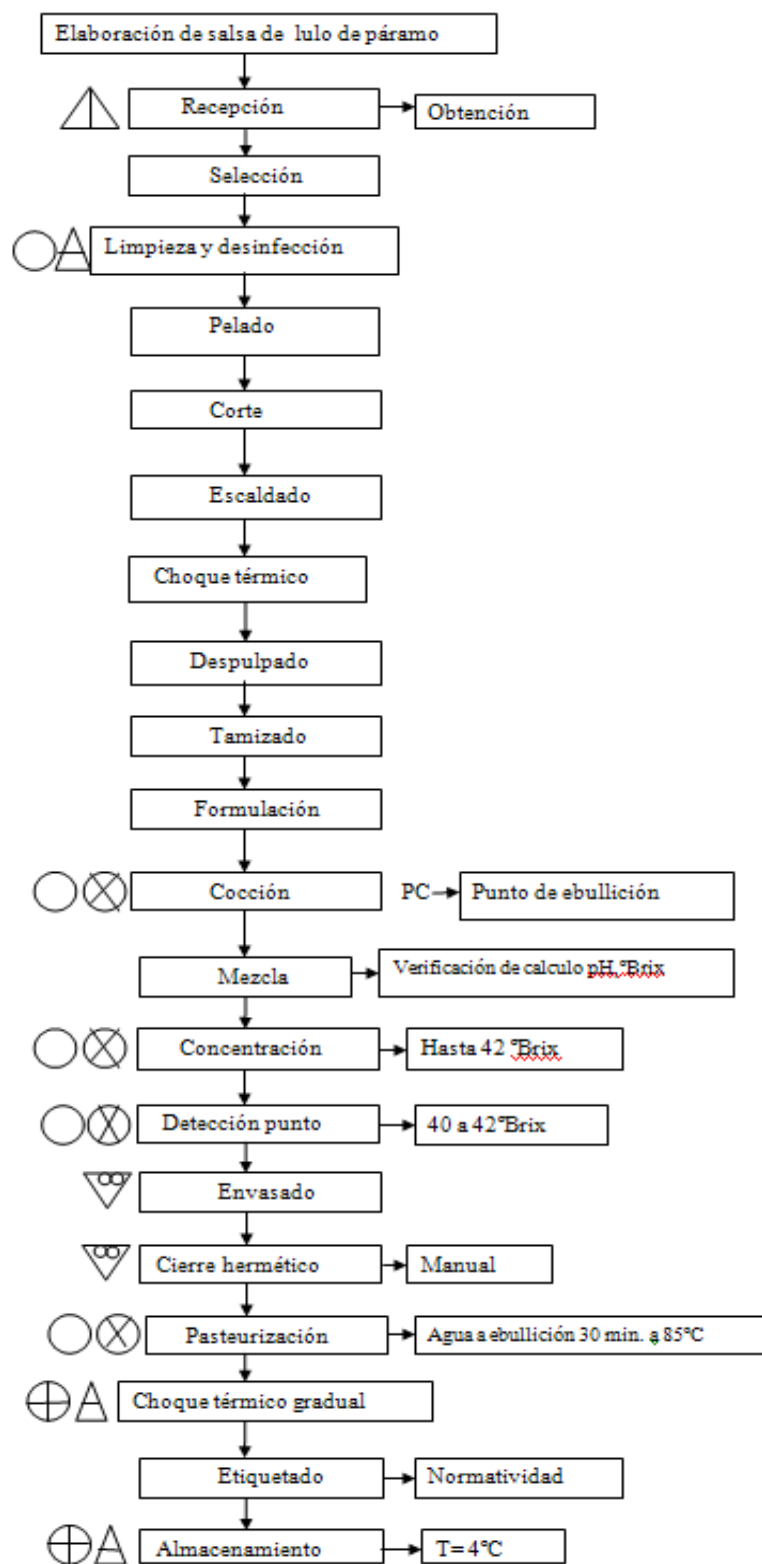 Elaboración de salsa de lulo de páramo
Recepción
Obtención
Selección
Limpieza y desinfección
Pelado
Corte
Escaldado
Choque térmico
Despulpado
Tamizado
Formulación
Cocción
PC
Punto de ebullición
Mezcla
Verificación de calculo pH,°Brix
Concentración
Hasta 42 °Brix
Detección punto
40 a 42°Brix
Envasado
Cierre hermético
Manual
Pasteurización
Agua a ebullición 30 min. a 85°C
Choque térmico gradual
Etiquetado
Normatividad
Almacenamiento
T= 4°C